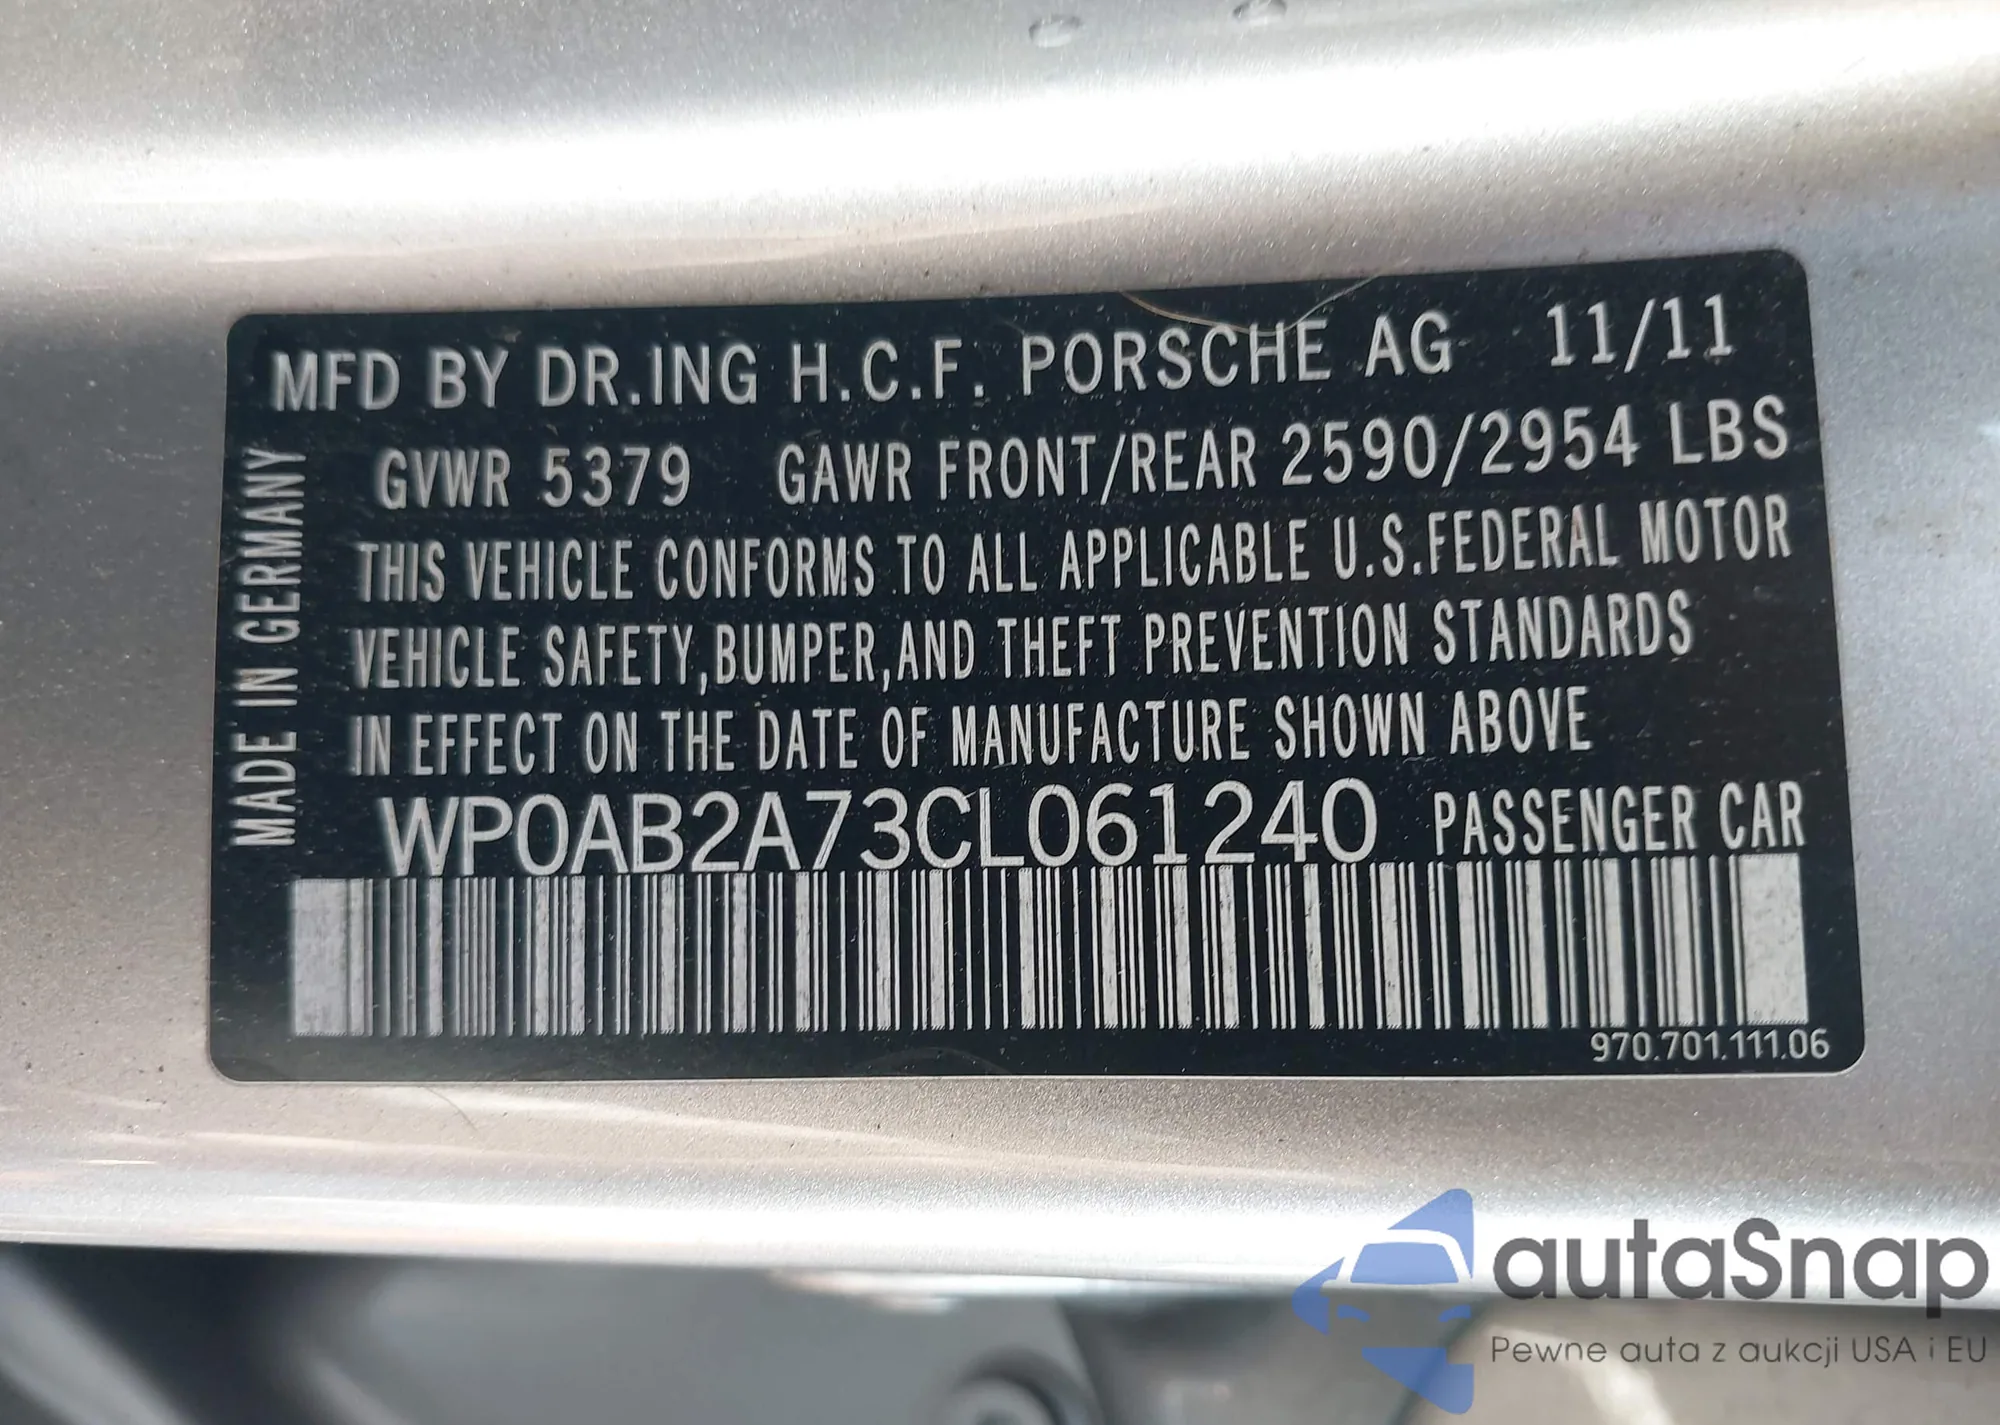 MFD BY DR.ING H.C.F. PORSCHE AG 11/11
GVWR 5379 GAWR FRONT/REAR 2590/2954 LBS
THIS VEHICLE CONFORMS TO ALL APPLICABLE U.S.FEDERAL MOTOR
VEHICLE SAFETY,BUMPER,AND THEFT PREVENTION STANDARDS
IN EFFECT ON THE DATE OF MANUFACTURE SHOWN ABOVE
WP0AB2A73CL061240 PASSENGER CAR
MADE IN GERMANY
970.701.111.06
autaSnap
Pewne auta z aukcji USA i EU